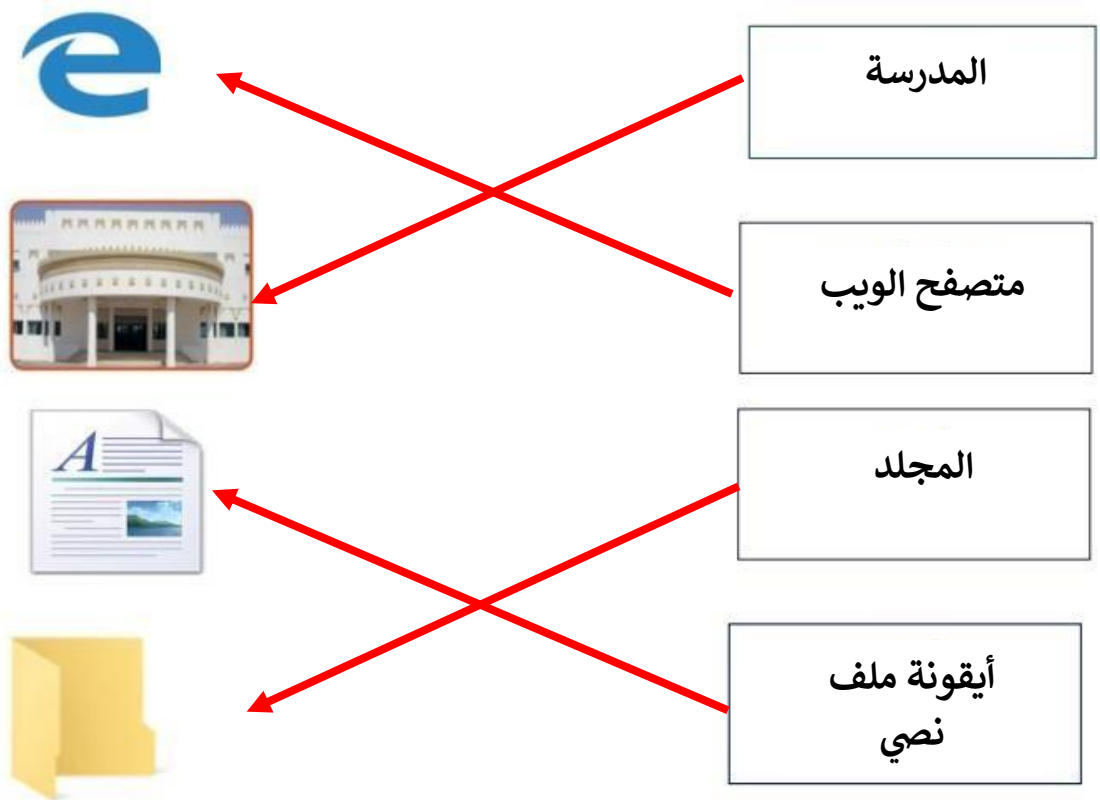 المدرسة
متصفح الويب
المجلد
أيقونة ملف
نصي
A